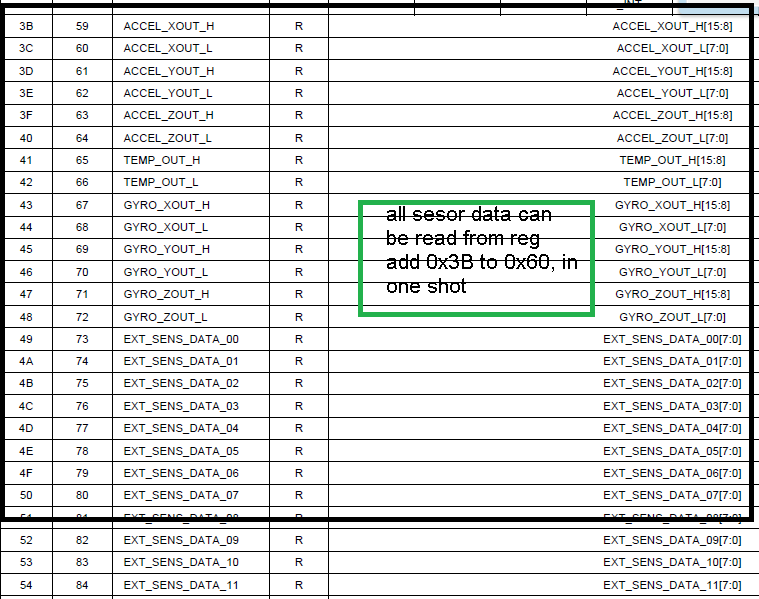 _INT
3B 59 ACCEL_XOUT_H R ACCEL_XOUT_H[15:8]
3C 60 ACCEL_XOUT_L R ACCEL_XOUT_L[7:0]
3D 61 ACCEL_YOUT_H R ACCEL_YOUT_H[15:8]
3E 62 ACCEL_YOUT_L R ACCEL_YOUT_L[7:0]
3F 63 ACCEL_ZOUT_H R ACCEL_ZOUT_H[15:8]
40 64 ACCEL_ZOUT_L R ACCEL_ZOUT_L[7:0]
41 65 TEMP_OUT_H R TEMP_OUT_H[15:8]
42 66 TEMP_OUT_L R TEMP_OUT_L[7:0]
43 67 GYRO_XOUT_H R GYRO_XOUT_H[15:8]
44 68 GYRO_XOUT_L R GYRO_XOUT_L[7:0]
45 69 GYRO_YOUT_H R GYRO_YOUT_H[15:8]
46 70 GYRO_YOUT_L R GYRO_YOUT_L[7:0]
47 71 GYRO_ZOUT_H R GYRO_ZOUT_H[15:8]
48 72 GYRO_ZOUT_L R GYRO_ZOUT_L[7:0]
all sesor data can
be read from reg
add 0x3B to 0x60, in
one shot
49 73 EXT_SENS_DATA_00 R EXT_SENS_DATA_00[7:0]
4A 74 EXT_SENS_DATA_01 R EXT_SENS_DATA_01[7:0]
4B 75 EXT_SENS_DATA_02 R EXT_SENS_DATA_02[7:0]
4C 76 EXT_SENS_DATA_03 R EXT_SENS_DATA_03[7:0]
4D 77 EXT_SENS_DATA_04 R EXT_SENS_DATA_04[7:0]
4E 78 EXT_SENS_DATA_05 R EXT_SENS_DATA_05[7:0]
4F 79 EXT_SENS_DATA_06 R EXT_SENS_DATA_06[7:0]
50 80 EXT_SENS_DATA_07 R EXT_SENS_DATA_07[7:0]
51 81 EXT_SENS_DATA_08 R EXT_SENS_DATA_08[7:0]
52 82 EXT_SENS_DATA_09 R EXT_SENS_DATA_09[7:0]
53 83 EXT_SENS_DATA_10 R EXT_SENS_DATA_10[7:0]
54 84 EXT_SENS_DATA_11 R EXT_SENS_DATA_11[7:0]